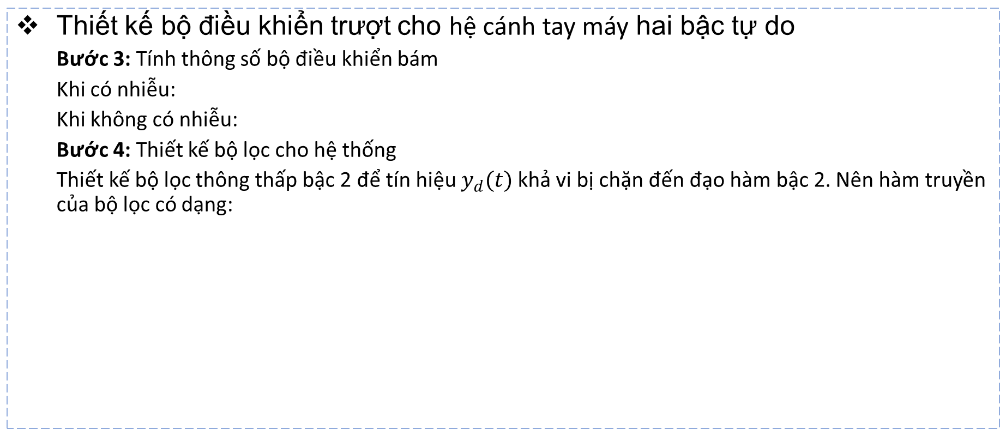 ❖ Thiết kế bộ điều khiển trượt cho hệ cánh tay máy hai bậc tự do
Bước 3: Tính thông số bộ điều khiển bám
Khi có nhiễu:
Khi không có nhiễu:
Bước 4: Thiết kế bộ lọc cho hệ thống
Thiết kế bộ lọc thông thấp bậc 2 để tín hiệu y_d(t) khả vi bị chặn đến đạo hàm bậc 2. Nên hàm truyền
của bộ lọc có dạng: